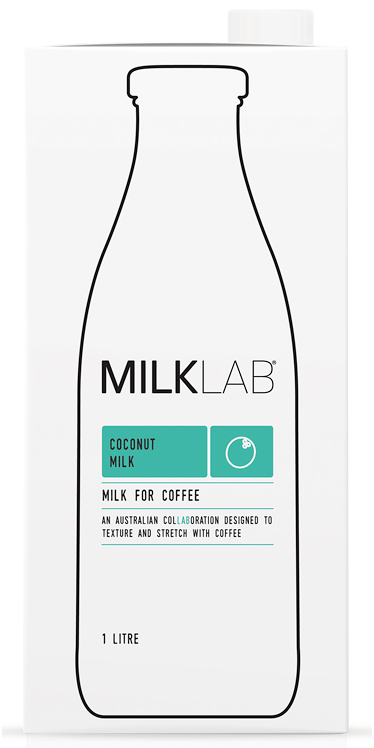 MILKLAB®
COCONUT
MILK
MILK FOR COFFEE
AN AUSTRALIAN COLLABORATION DESIGNED TO
TEXTURE AND STRETCH WITH COFFEE
1 LITRE